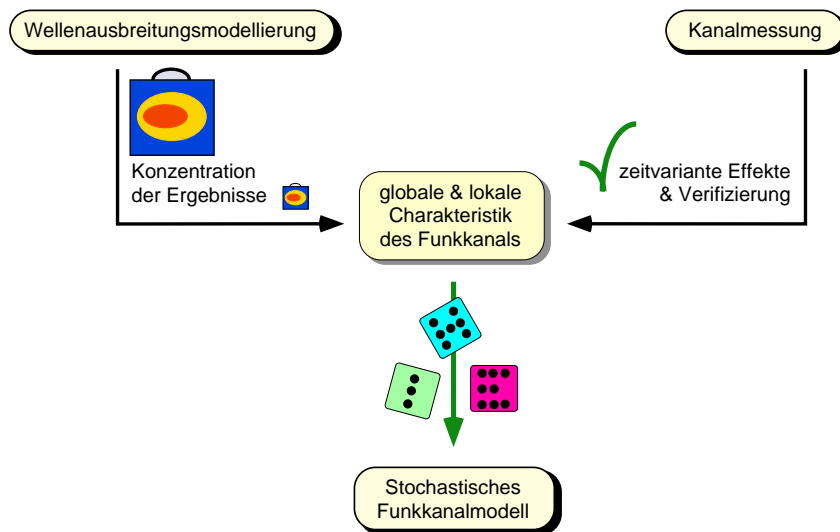 Wellenausbreitungsmodellierung
Kanalmessung
Konzentration
der Ergebnisse
zeitvariante Effekte
& Verifizierung
globale & lokale
Charakteristik
des Funkkanals
Stochastisches
Funkkanalmodell